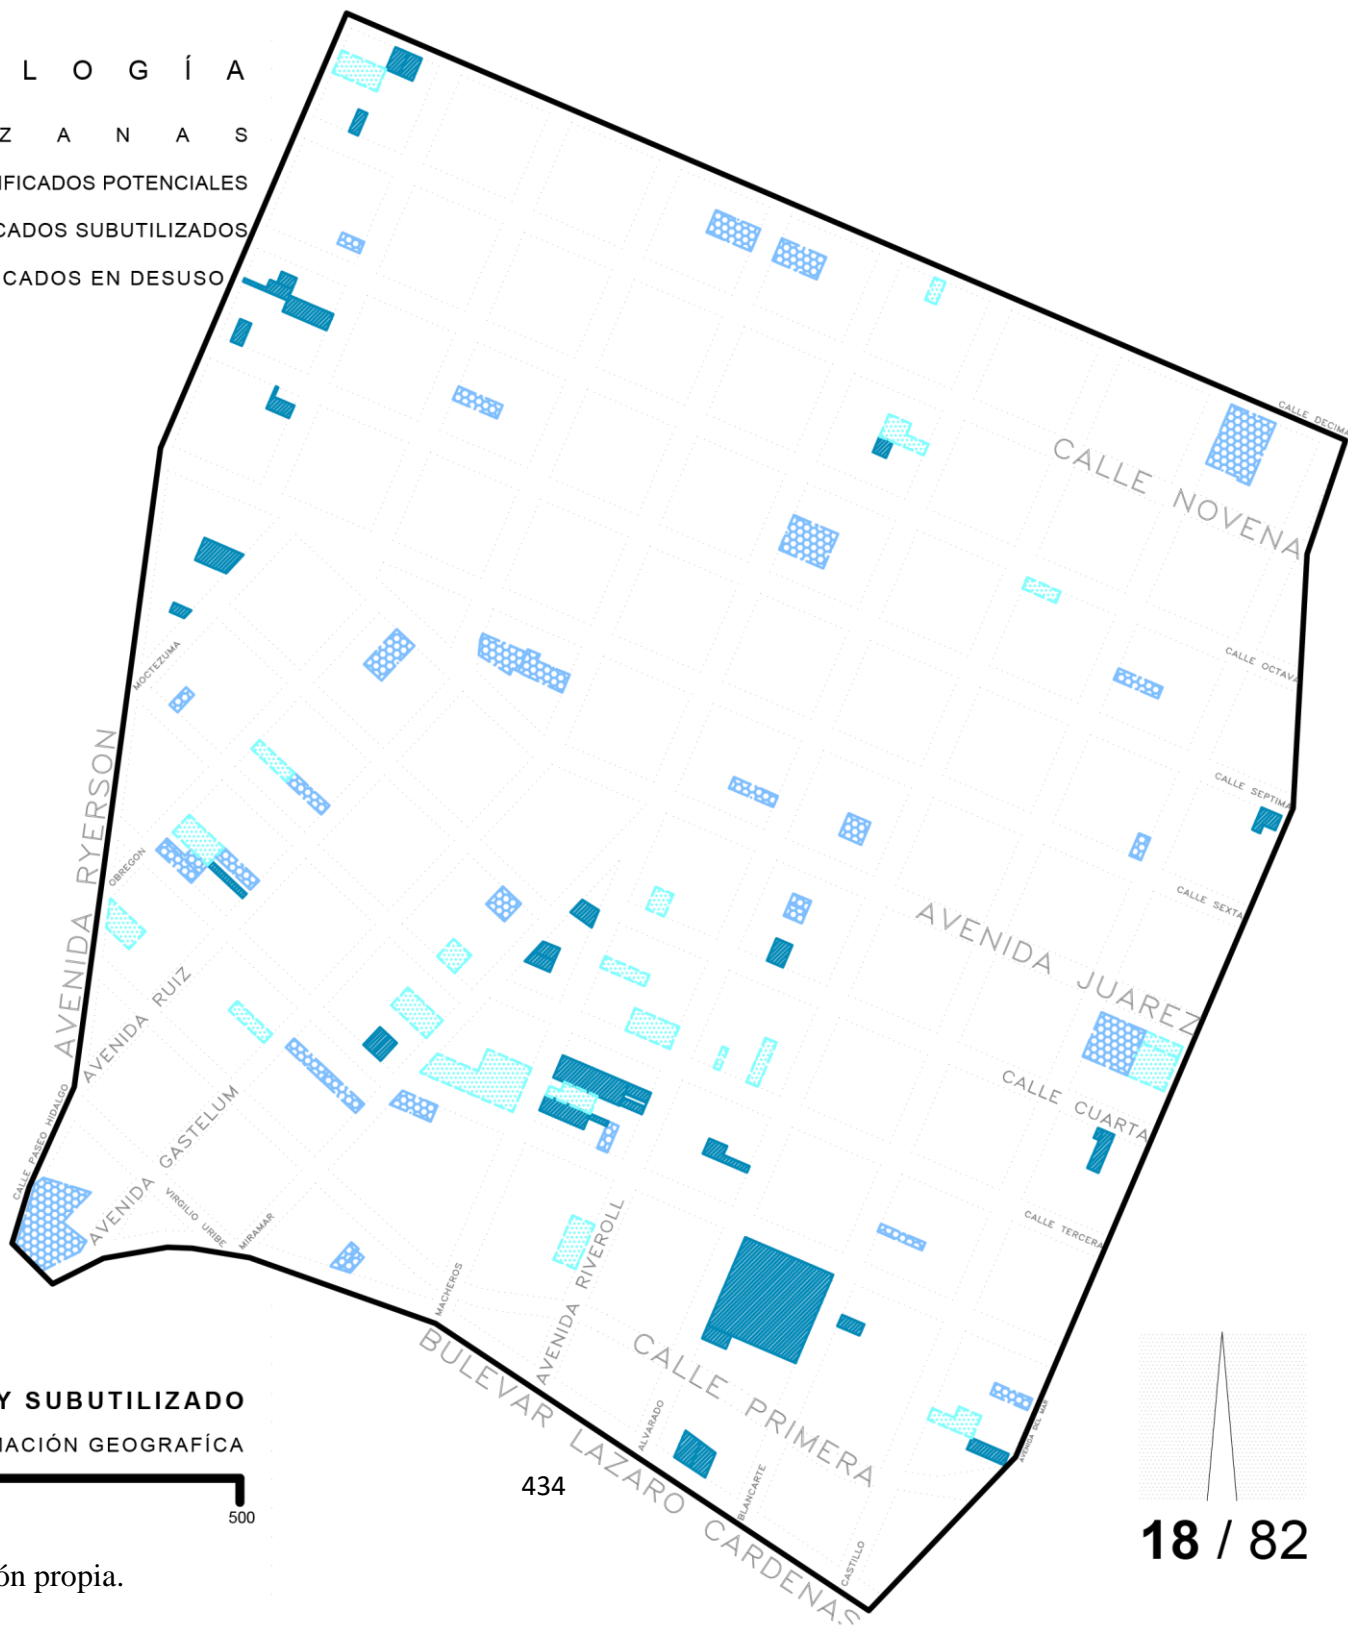 L O G Í A
Z A N A S
IFICADOS POTENCIALES
CADOS SUBUTILIZADOS
CADOS EN DESUSO
CALLE DECIMA
CALLE NOVENA
CALLE OCTAVA
MOCTEZUMA
AVENIDA RYERSON
CALLE SEPTIMA
OBREGON
CALLE SEXTA
AVENIDA JUAREZ
AVENIDA RUIZ
CALLE CUARTA
CALLE PASEO HIDALGO
AVENIDA GASTELUM
VIRGILIO URIBE
MIRAMAR
CALLE TERCERA
MACHEROS
AVENIDA RIVEROLL
BULEVAR LAZARO CARDENAS
CALLE PRIMERA
ALVARADO
BLANCARTE
CASTILLO
AVENIDA DEL MAR
Y SUBUTILIZADO
MACIÓN GEOGRAFÍCA
500
434
18 / 82
ón propia.